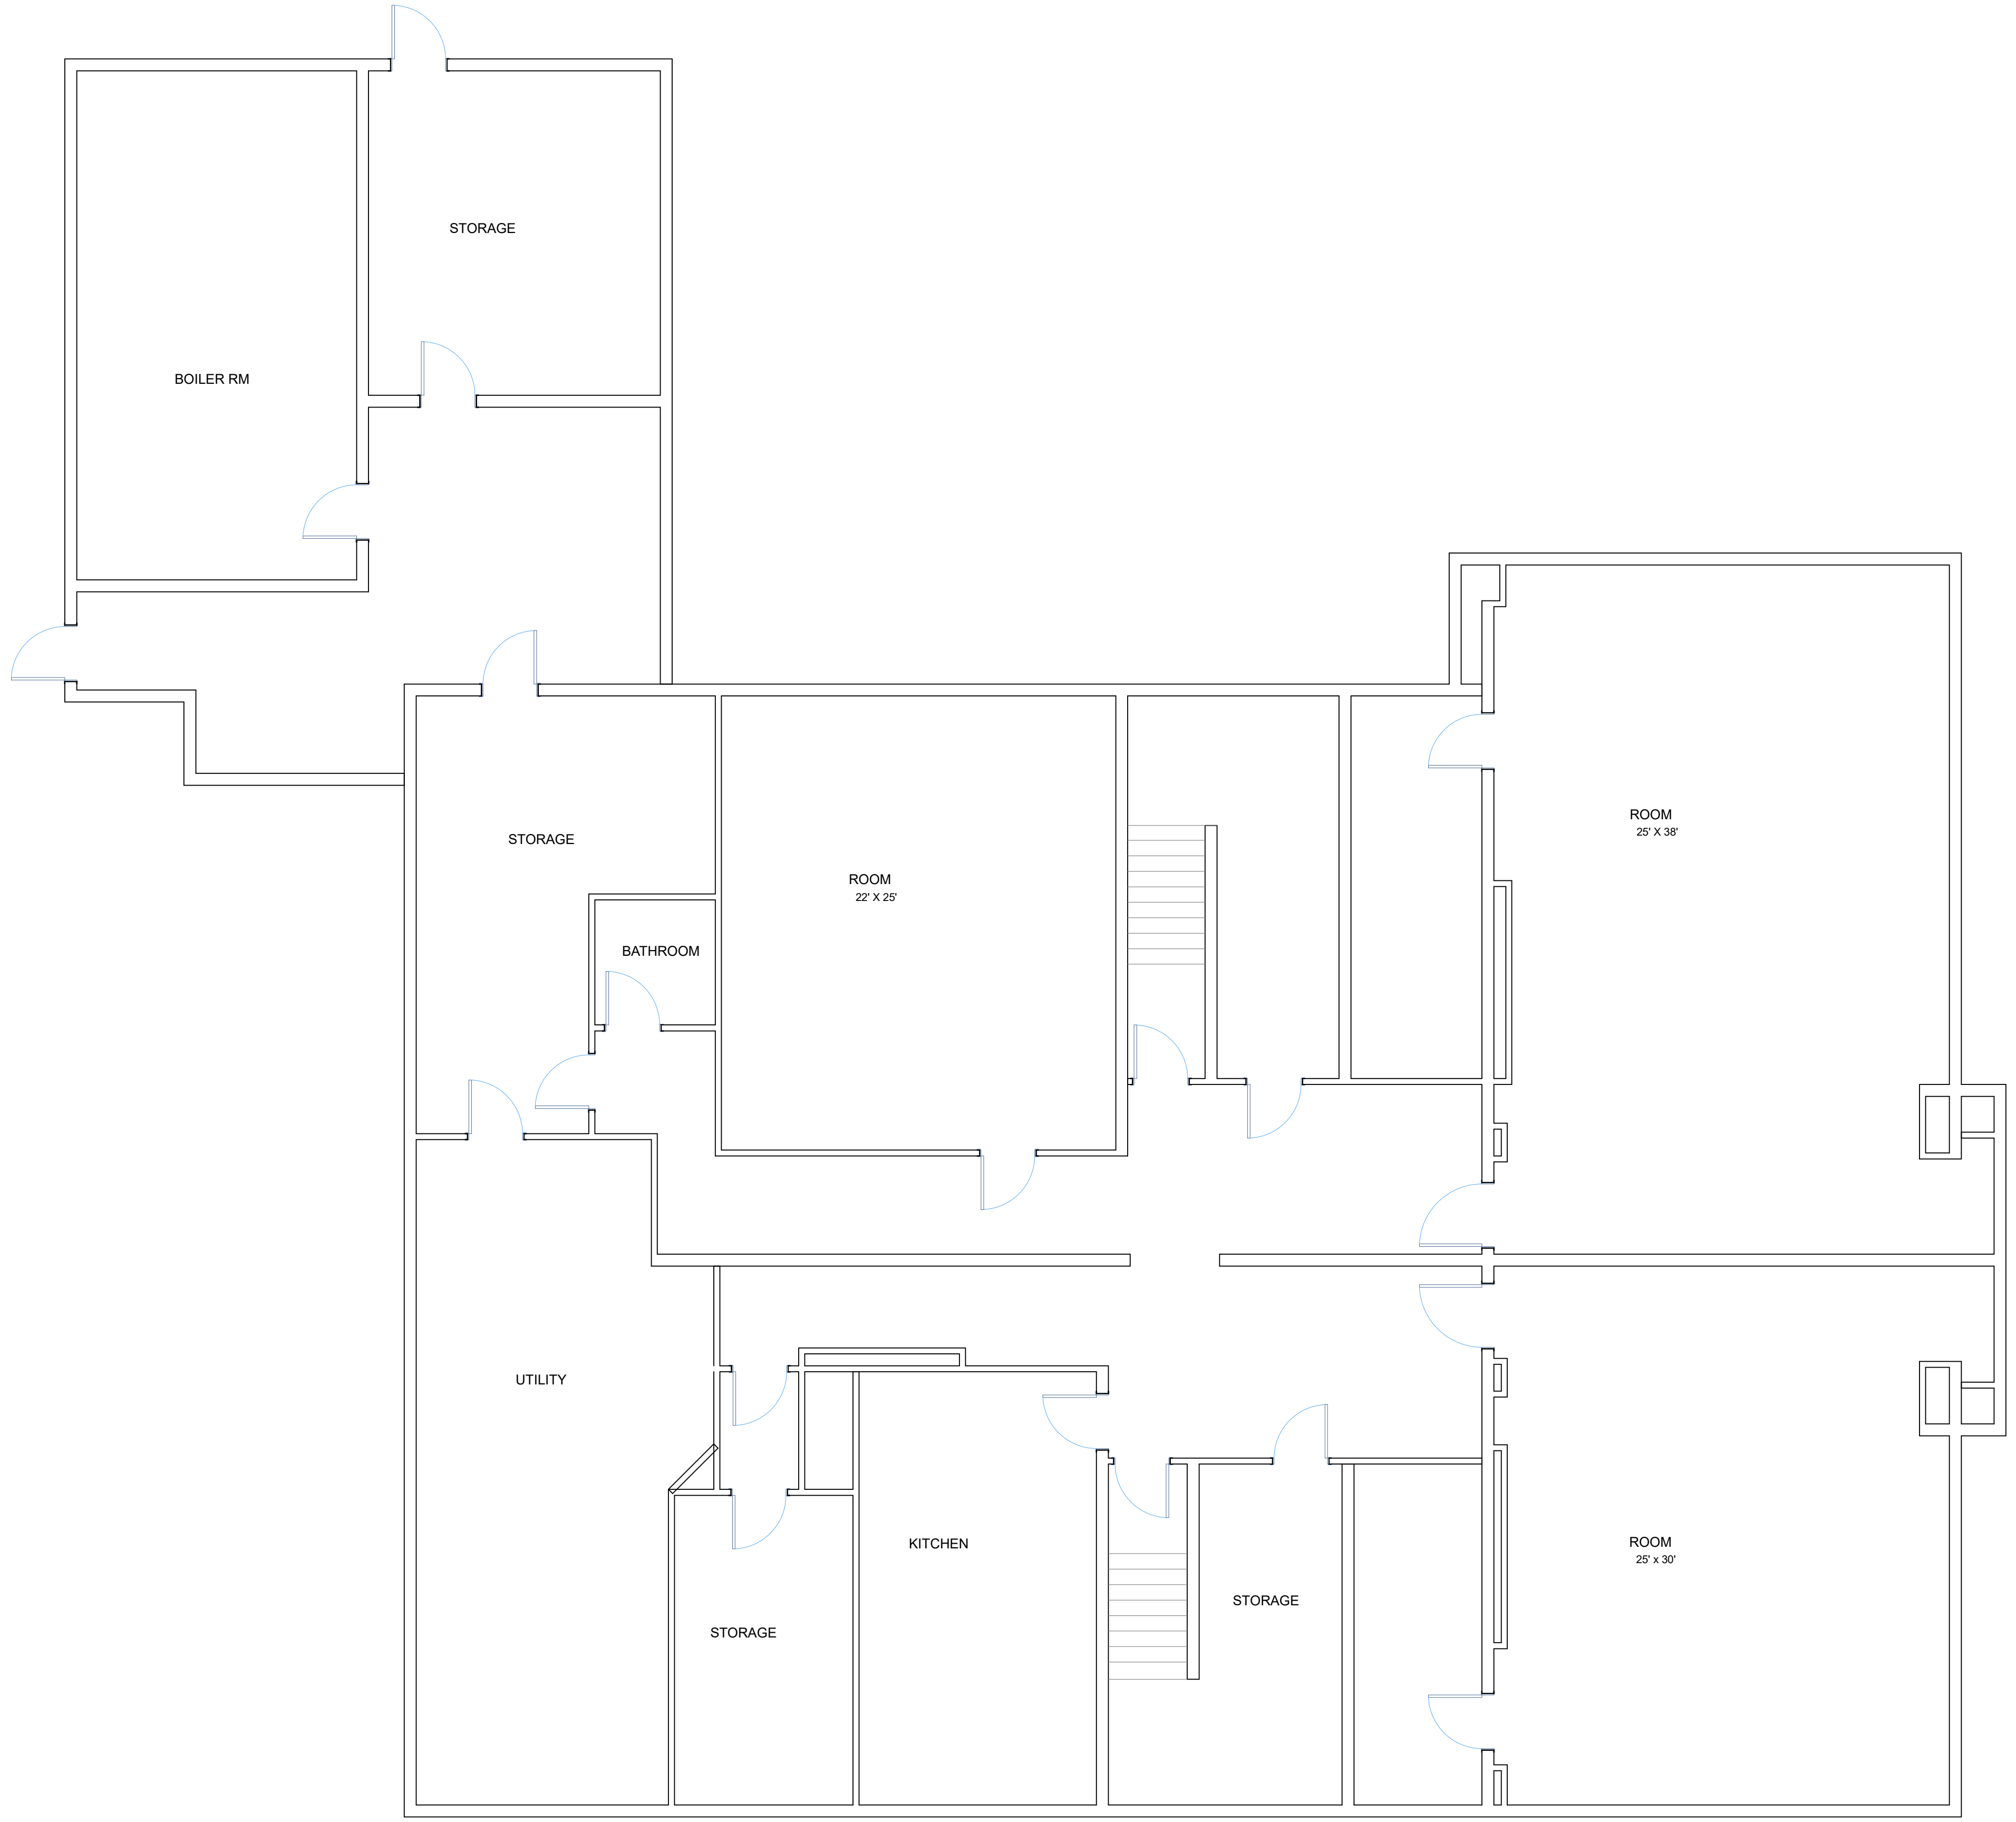 STORAGE
BOILER RM
ROOM
25' X 38'
STORAGE
ROOM
22' X 25'
BATHROOM
UTILITY
KITCHEN
ROOM
25' x 30'
STORAGE
STORAGE